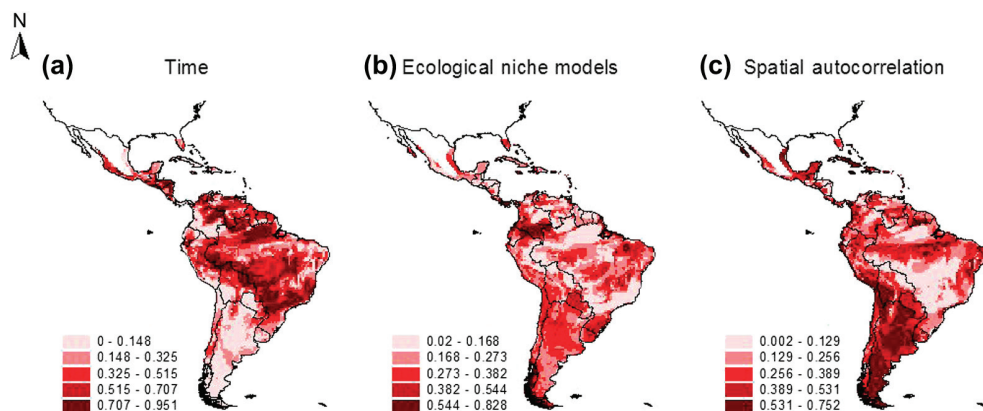 N
(a) Time
(b) Ecological niche models
(c) Spatial autocorrelation
0 - 0.148
0.148 - 0.325
0.325 - 0.515
0.515 - 0.707
0.707 - 0.951
0.02 - 0.168
0.168 - 0.273
0.273 - 0.382
0.382 - 0.544
0.544 - 0.828
0.002 - 0.129
0.129 - 0.256
0.256 - 0.389
0.389 - 0.531
0.531 - 0.752